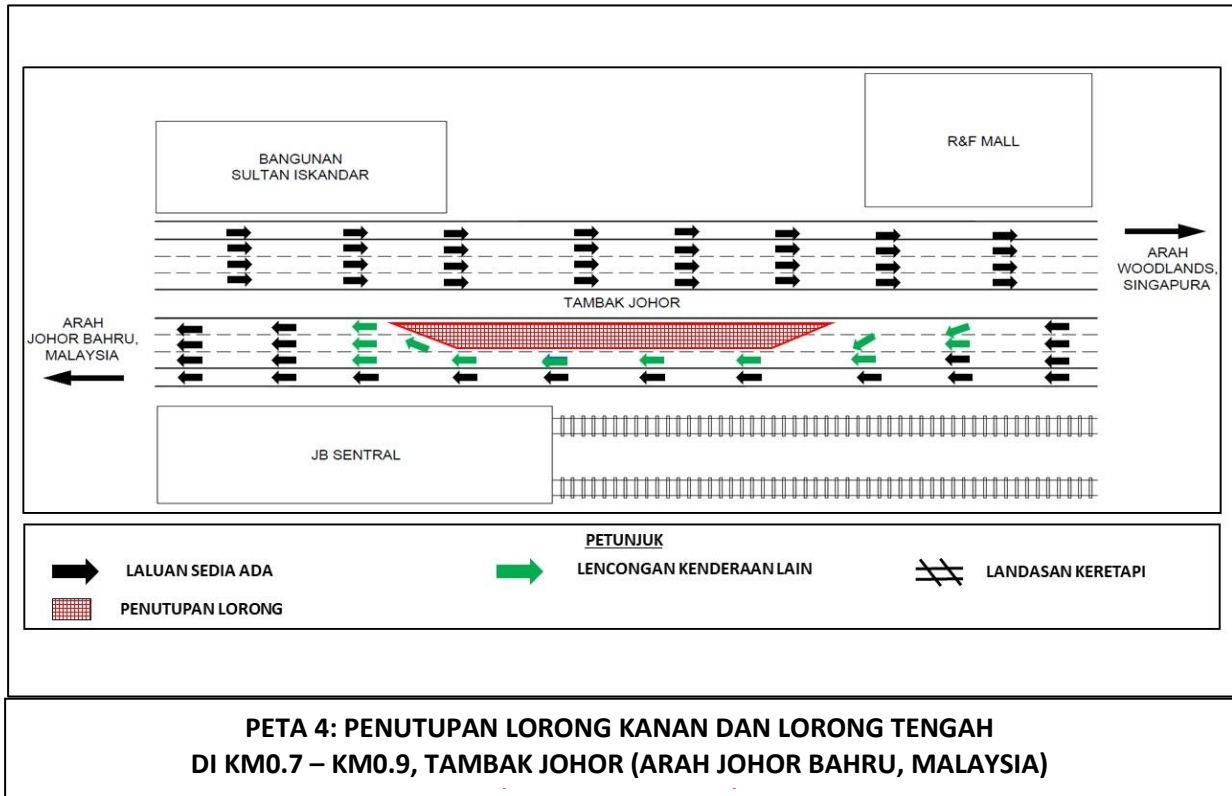 BANGUNAN
SULTAN ISKANDAR
R&F MALL
ARAH
WOODLANDS,
SINGAPURA
TAMBAK JOHOR
ARAH
JOHOR BAHRU,
MALAYSIA
JB SENTRAL
PETUNJUK
LALUAN SEDIA ADA
LENCONGAN KENDERAAN LAIN
LANDASAN KERETAPI
PENUTUPAN LORONG
PETA 4: PENUTUPAN LORONG KANAN DAN LORONG TENGAH
DI KM0.7 – KM0.9, TAMBAK JOHOR (ARAH JOHOR BAHRU, MALAYSIA)